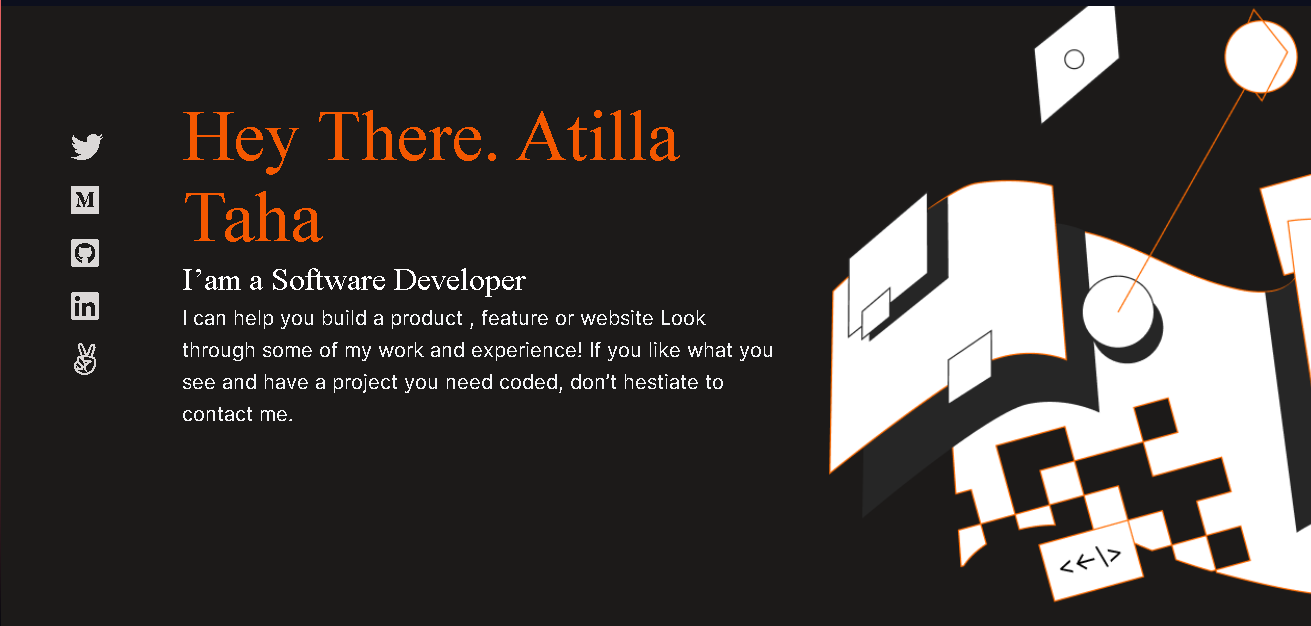 Hey There. Atilla
Taha
I’am a Software Developer
I can help you build a product , feature or website Look
through some of my work and experience! If you like what you
see and have a project you need coded, don’t hestiate to
contact me.
M
in
<←|>